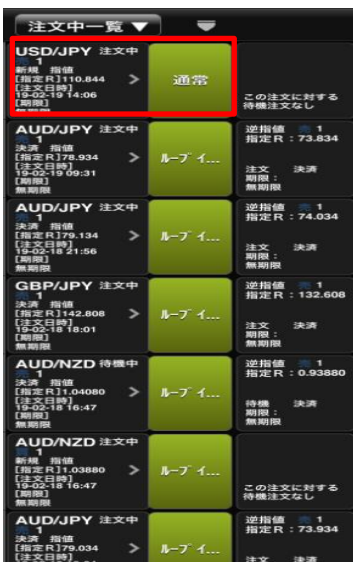 注文中一覧 ▼
USD/JPY 注文中
売 1
新規 指値
[指定R]110.844
[注文日時]
19-02-19 14:06
[期限]
無期限
>
通常
この注文に対する
待機注文なし
AUD/JPY 注文中
売 1
決済 指値
[指定R]78.934
[注文日時]
19-02-19 09:31
[期限]
無期限
>
ループイ...
逆指値 売 1
指定R：73.834
注文 決済
期限：
無期限
AUD/JPY 注文中
売 1
決済 指値
[指定R]79.134
[注文日時]
19-02-18 21:56
[期限]
無期限
>
ループイ...
逆指値 売 1
指定R：74.034
注文 決済
期限：
無期限
GBP/JPY 注文中
売 1
決済 指値
[指定R]142.808
[注文日時]
19-02-18 18:01
[期限]
無期限
>
ループイ...
逆指値 売 1
指定R：132.608
注文 決済
期限：
無期限
AUD/NZD 待機中
売 1
決済 指値
[指定R]1.04080
[注文日時]
19-02-18 16:47
[期限]
無期限
>
ループイ...
逆指値 売 1
指定R：0.93880
待機 決済
期限：
無期限
AUD/NZD 注文中
買 1
新規 指値
[指定R]1.03880
[注文日時]
19-02-18 16:47
[期限]
無期限
>
ループイ...
この注文に対する
待機注文なし
AUD/JPY 注文中
売 1
決済 指値
[指定R]79.034
[注文日時]
>
ループイ...
逆指値 売 1
指定R：73.934
注文 決済